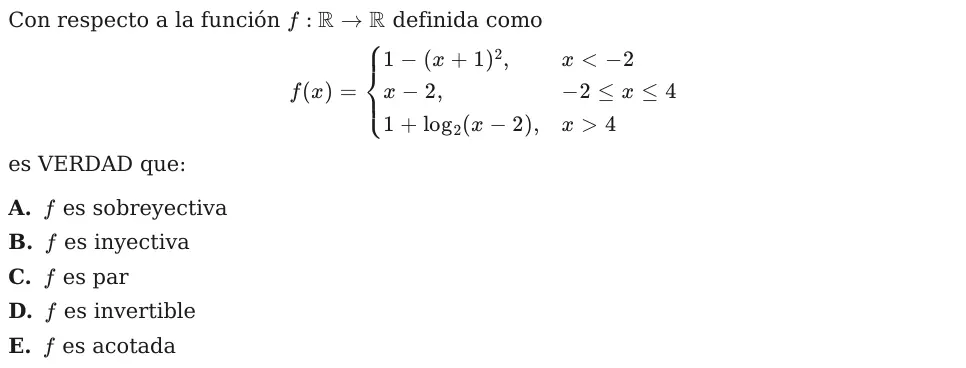 Con respecto a la función f : ℝ → ℝ definida como
f(x) = { 1 − (x + 1)², x < −2
x − 2, −2 ≤ x ≤ 4
1 + log₂(x − 2), x > 4
es VERDAD que:
A. f es sobreyectiva
B. f es inyectiva
C. f es par
D. f es invertible
E. f es acotada